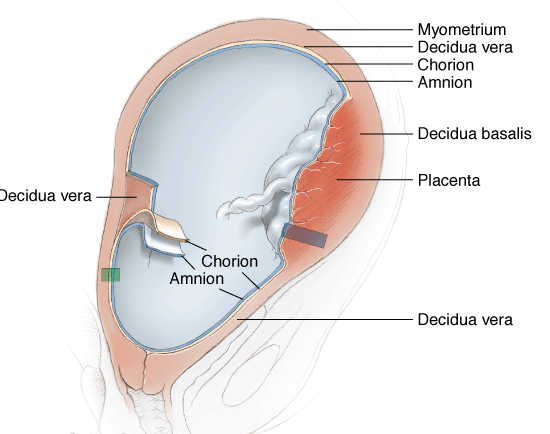 Myometrium
Decidua vera
Chorion
Amnion
Decidua basalis
Decidua vera
Placenta
Chorion
Amnion
Decidua vera